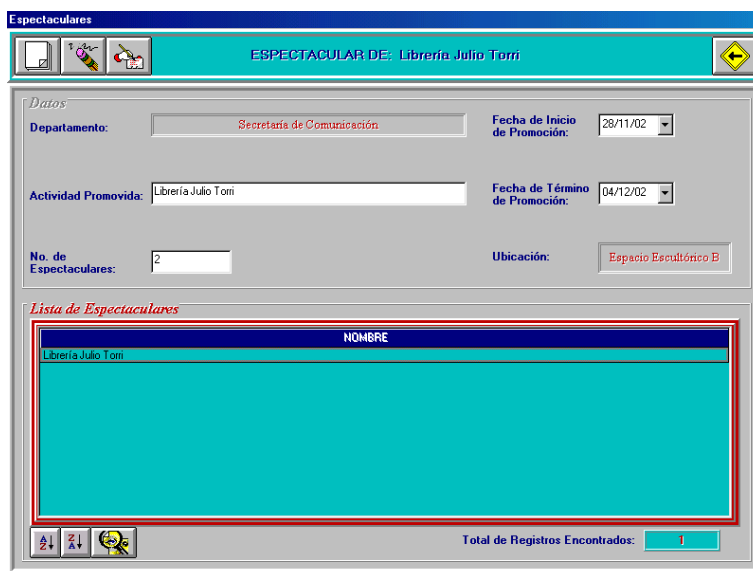 Espectaculares
ESPECTACULAR DE: Librería Julio Torri
Datos
Departamento:
Secretaría de Comunicación
Fecha de Inicio
de Promoción:
28/11/02
Actividad Promovida:
Librería Julio Torri
Fecha de Término
de Promoción:
04/12/02
No. de
Espectaculares:
2
Ubicación:
Espacio Escultórico B
Lista de Espectaculares
NOMBRE
Librería Julio Torri
A
Z
Z
A
Total de Registros Encontrados:
1